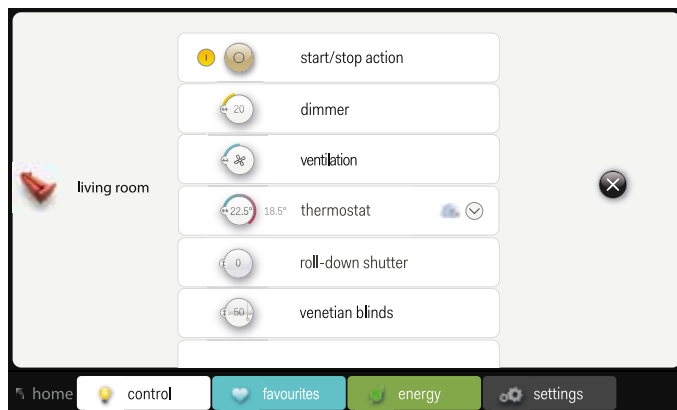 start/stop action
20 dimmer
ventilation
living room
22.5° 18.5° thermostat
0 roll-down shutter
50 venetian blinds
home control favourites energy settings